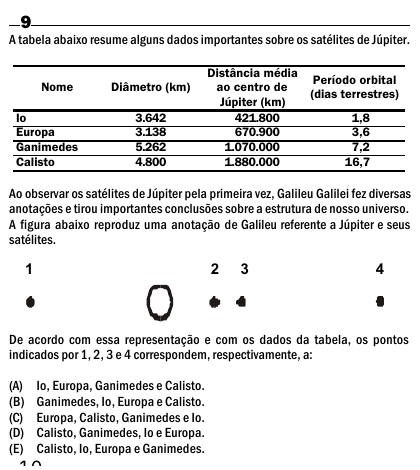 9
A tabela abaixo resume alguns dados importantes sobre os satélites de Júpiter.
Nome Diâmetro (km) Distância média ao centro de Júpiter (km) Período orbital (dias terrestres)
Io 3.642 421.800 1,8
Europa 3.138 670.900 3,6
Ganimedes 5.262 1.070.000 7,2
Calisto 4.800 1.880.000 16,7
Ao observar os satélites de Júpiter pela primeira vez, Galileu Galilei fez diversas
anotações e tirou importantes conclusões sobre a estrutura de nosso universo.
A figura abaixo reproduz uma anotação de Galileu referente a Júpiter e seus
satélites.
1 2 3 4
De acordo com essa representação e com os dados da tabela, os pontos
indicados por 1, 2, 3 e 4 correspondem, respectivamente, a:
(A) Io, Europa, Ganimedes e Calisto.
(B) Ganimedes, Io, Europa e Calisto.
(C) Europa, Calisto, Ganimedes e Io.
(D) Calisto, Ganimedes, Io e Europa.
(E) Calisto, Io, Europa e Ganimedes.